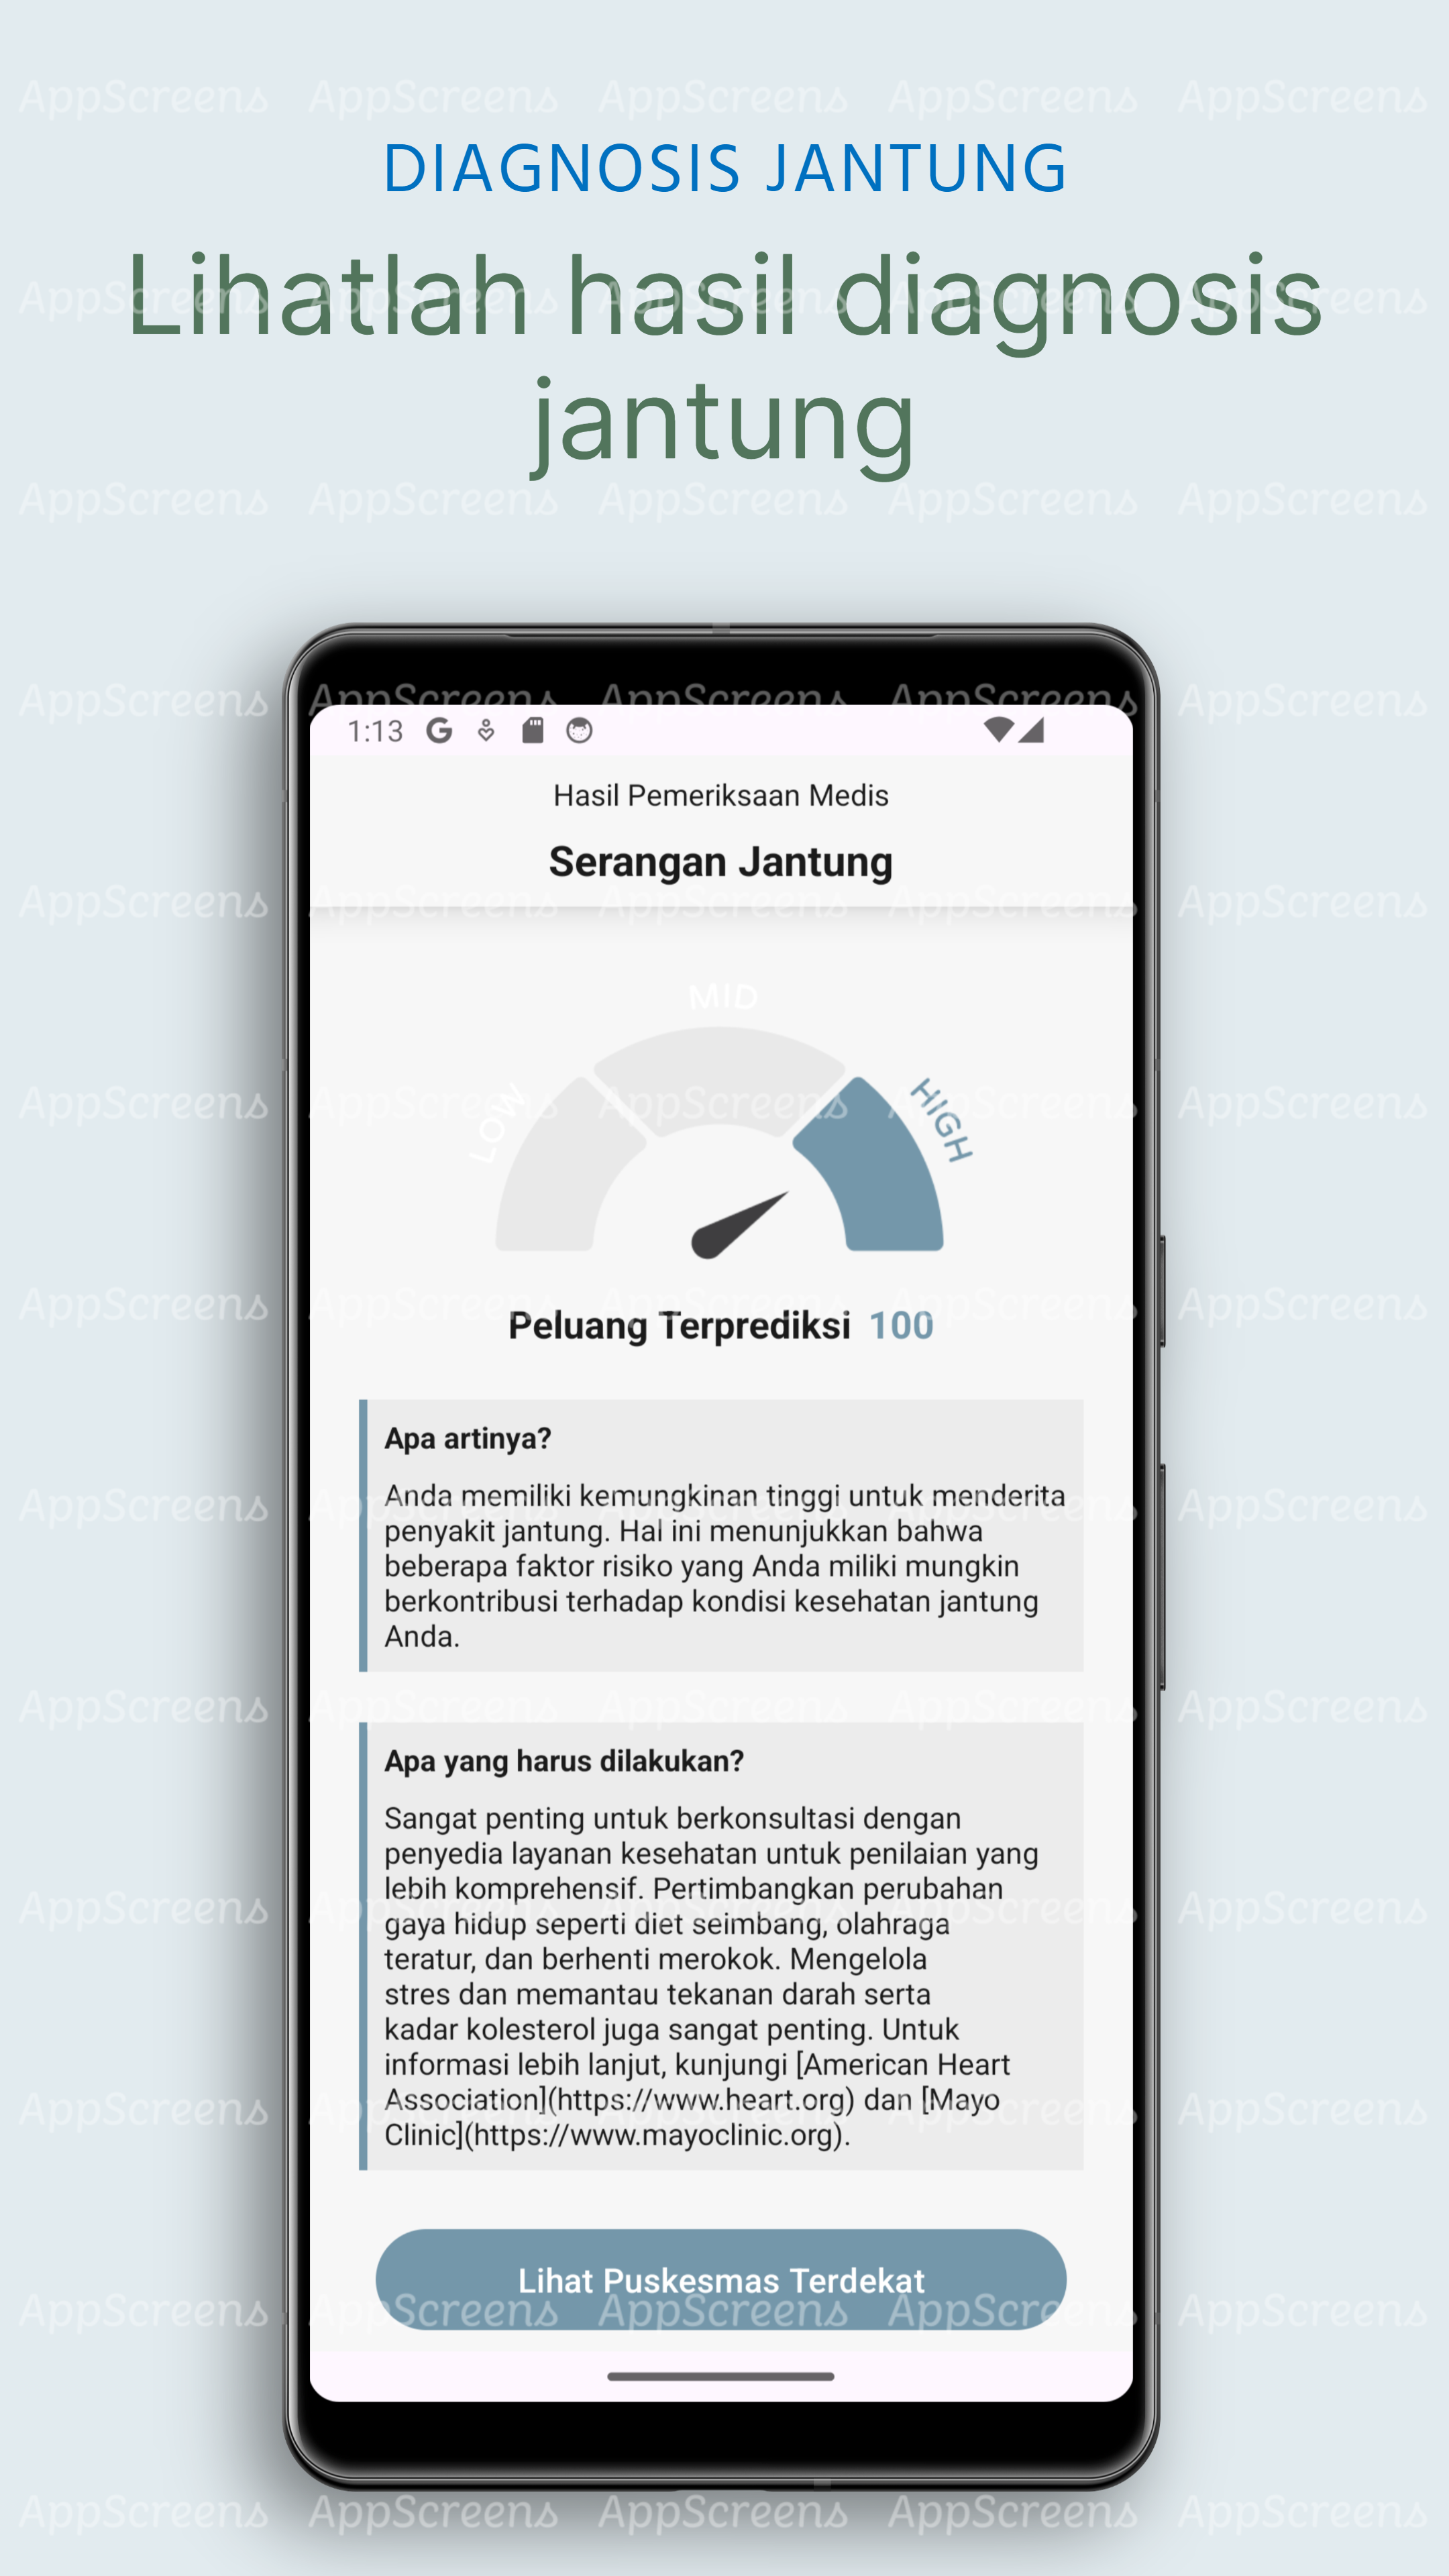 DIAGNOSIS JANTUNG
Lihatlah hasil diagnosis
jantung
1:13
Hasil Pemeriksaan Medis
Serangan Jantung
MID
LOW
HIGH
Peluang Terprediksi 100
Apa artinya?
Anda memiliki kemungkinan tinggi untuk menderita
penyakit jantung. Hal ini menunjukkan bahwa
beberapa faktor risiko yang Anda miliki mungkin
berkontribusi terhadap kondisi kesehatan jantung
Anda.
Apa yang harus dilakukan?
Sangat penting untuk berkonsultasi dengan
penyedia layanan kesehatan untuk penilaian yang
lebih komprehensif. Pertimbangkan perubahan
gaya hidup seperti diet seimbang, olahraga
teratur, dan berhenti merokok. Mengelola
stres dan memantau tekanan darah serta
kadar kolesterol juga sangat penting. Untuk
informasi lebih lanjut, kunjungi [American Heart
Association](https://www.heart.org) dan [Mayo
Clinic](https://www.mayoclinic.org).
Lihat Puskesmas Terdekat
AppScreens